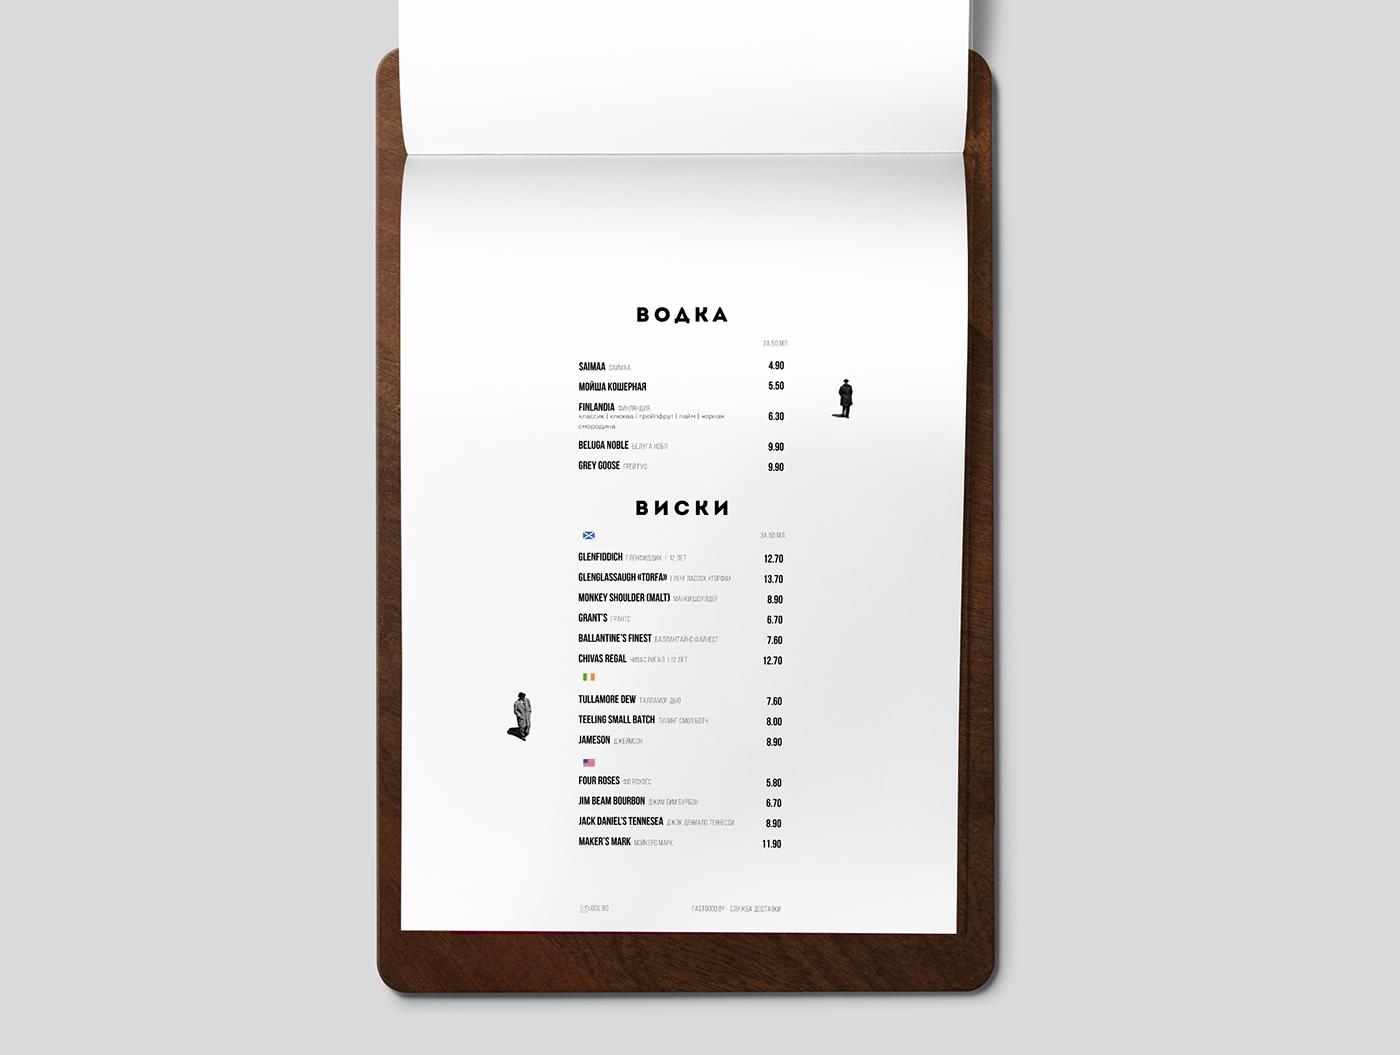 ВОДКА
ЗА 50 МЛ
SAIMAA САЙМАА 4.90
МОЙША КОШЕРНАЯ 5.50
FINLANDIA ФИНЛЯНДИЯ
классик | клюква | грейпфрут | лайм | черная 6.30
смородина
BELUGA NOBLE БЕЛУГА НОБЛ 9.90
GREY GOOSE ГРЕЙ ГУС 9.90
ВИСКИ
ЗА 50 МЛ
GLENFIDDICH ГЛЕНФИДДИХ | 12 ЛЕТ 12.70
GLENGLASSAUGH «TORFA» ГЛЕНГЛАССОХ «ТОРФА» 13.70
MONKEY SHOULDER (MALT) МАНКИ ШОУЛДЕР 8.90
GRANT'S ГРАНТС 6.70
BALLANTINE'S FINEST БАЛЛАНТАЙНС ФАЙНЕСТ 7.60
CHIVAS REGAL ЧИВАС РИГАЛ | 12 ЛЕТ 12.70
TULLAMORE DEW ТАЛЛАМОР ДЬЮ 7.60
TEELING SMALL BATCH ТИЛИНГ СМОЛ БОТЧ 8.00
JAMESON ДЖЕЙМСОН 8.90
FOUR ROSES ФО РОУЗЕС 5.80
JIM BEAM BOURBON ДЖИМ БИМ БУРБОН 6.70
JACK DANIEL'S TENNESEA ДЖЭК ДЕНИАЛС ТЕННЕССИ 8.90
MAKER'S MARK МЭЙКЕРС МАРК 11.90
UGOL.90 FASTGOOD.BY - СЛУЖБА ДОСТАВКИ